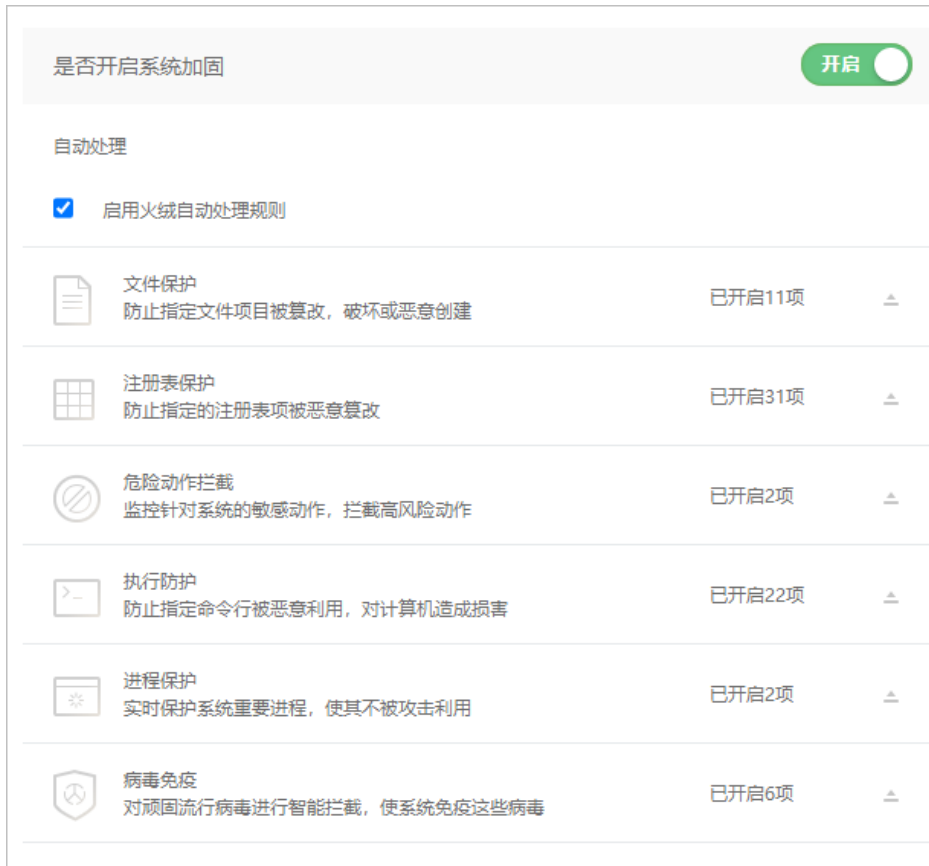 是否开启系统加固
开启
自动处理
启用火绒自动处理规则
文件保护
防止指定文件项目被篡改，破坏或恶意创建
已开启11项
注册表保护
防止指定的注册表项被恶意篡改
已开启31项
危险动作拦截
监控针对系统的敏感动作，拦截高风险动作
已开启2项
执行防护
防止指定命令行被恶意利用，对计算机造成损害
已开启22项
进程保护
实时保护系统重要进程，使其不被攻击利用
已开启2项
病毒免疫
对顽固流行病毒进行智能拦截，使系统免疫这些病毒
已开启6项